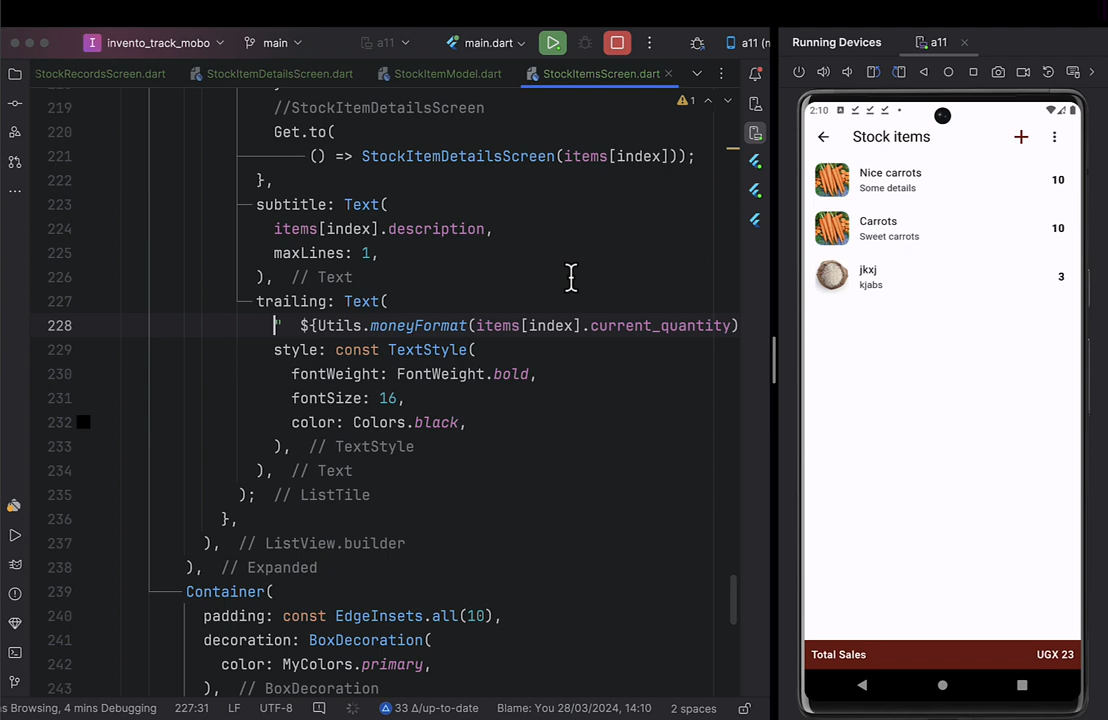 I invento_track_mobo
main
a11
main.dart
a11 (m
Running Devices
a11
StockRecordsScreen.dart
StockItemDetailsScreen.dart
StockItemModel.dart
StockItemsScreen.dart
219 //StockItemDetailsScreen
1
220 Get.to(
221 () => StockItemDetailsScreen(items[index]));
222 },
223 subtitle: Text(
224 items[index].description,
225 maxLines: 1,
226 ), // Text
227 trailing: Text(
228 " ${Utils.moneyFormat(items[index].current_quantity)
229 style: const TextStyle(
230 fontWeight: FontWeight.bold,
231 fontSize: 16,
232 color: Colors.black,
233 ), // TextStyle
234 ), // Text
235 ); // ListTile
236 },
237 ), // ListView.builder
238 ), // Expanded
239 Container(
240 padding: const EdgeInsets.all(10),
241 decoration: BoxDecoration(
242 color: MyColors.primary,
243 ), // BoxDecoration
s Browsing, 4 mins Debugging
227:31
LF
UTF-8
33 Δ/up-to-date
Blame: You 28/03/2024, 14:10
2 spaces
2:10
Stock items
Nice carrots
Some details
10
Carrots
Sweet carrots
10
jkxj
kjabs
3
Total Sales
UGX 23